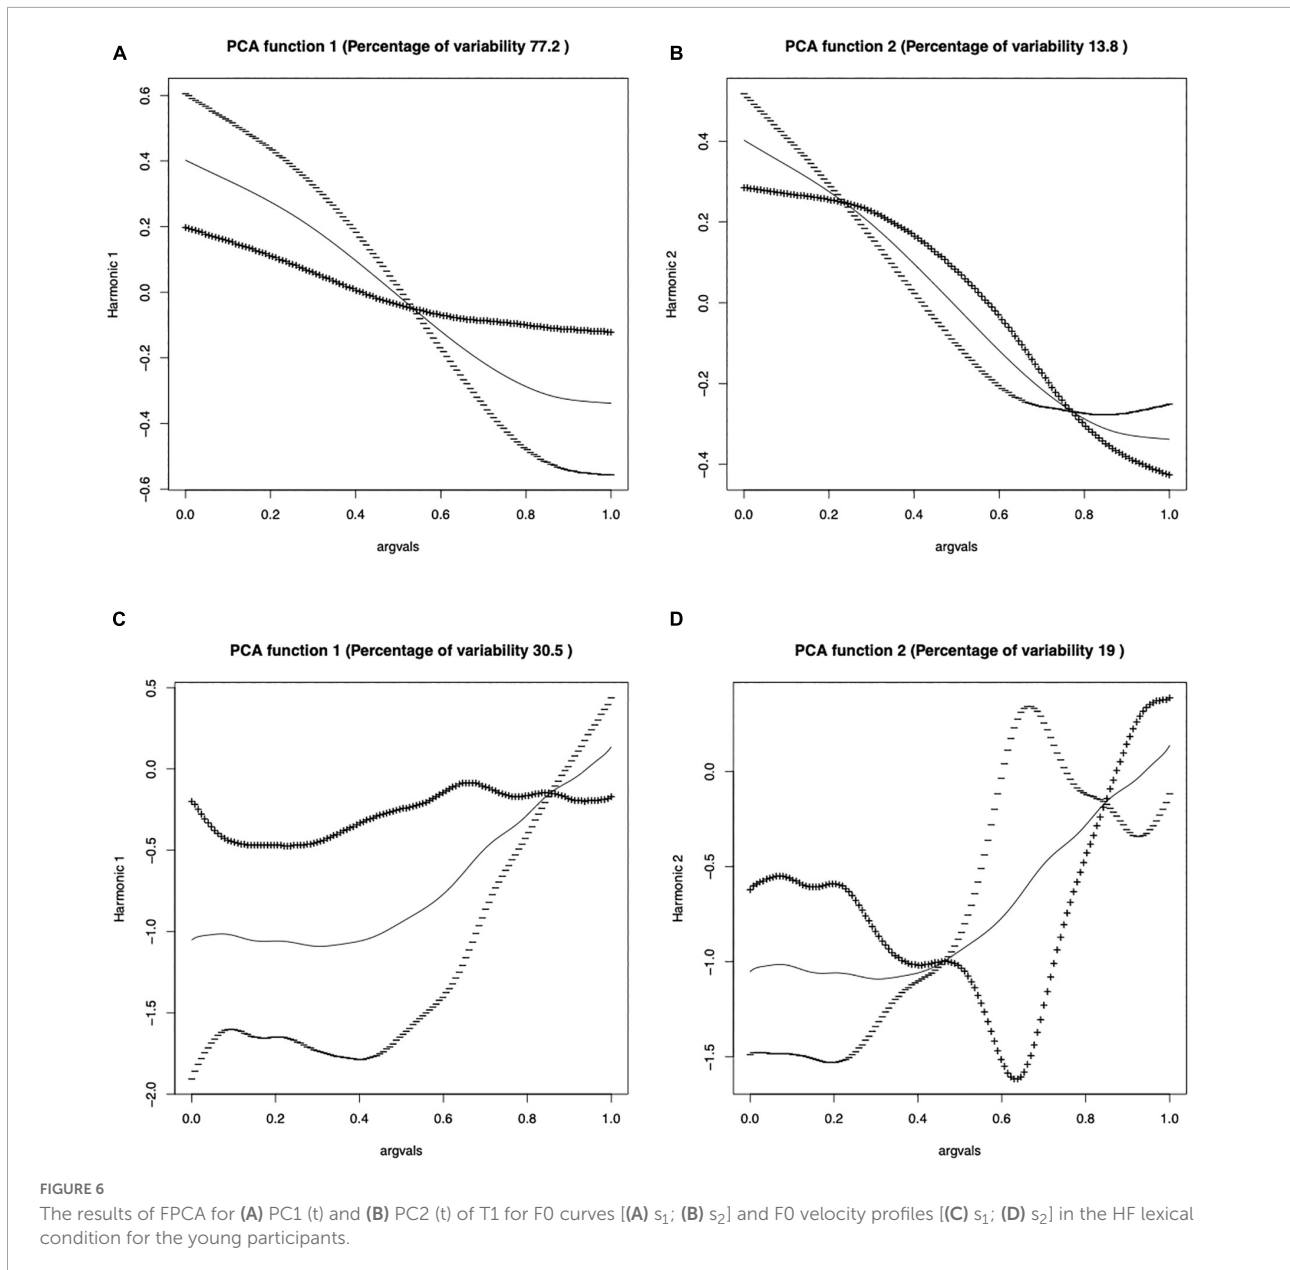 A
PCA function 1 (Percentage of variability 77.2 )
Harmonic 1
0.6
0.4
0.2
0.0
−0.2
−0.4
−0.6
0.0 0.2 0.4 0.6 0.8 1.0
argvals
B
PCA function 2 (Percentage of variability 13.8 )
Harmonic 2
0.4
0.2
0.0
−0.2
−0.4
0.0 0.2 0.4 0.6 0.8 1.0
argvals
C
PCA function 1 (Percentage of variability 30.5 )
Harmonic 1
0.5
0.0
−0.5
−1.0
−1.5
−2.0
0.0 0.2 0.4 0.6 0.8 1.0
argvals
D
PCA function 2 (Percentage of variability 19 )
Harmonic 2
0.0
−0.5
−1.0
−1.5
0.0 0.2 0.4 0.6 0.8 1.0
argvals
FIGURE 6
The results of FPCA for (A) PC1 (t) and (B) PC2 (t) of T1 for F0 curves [(A) s₁; (B) s₂] and F0 velocity profiles [(C) s₁; (D) s₂] in the HF lexical
condition for the young participants.